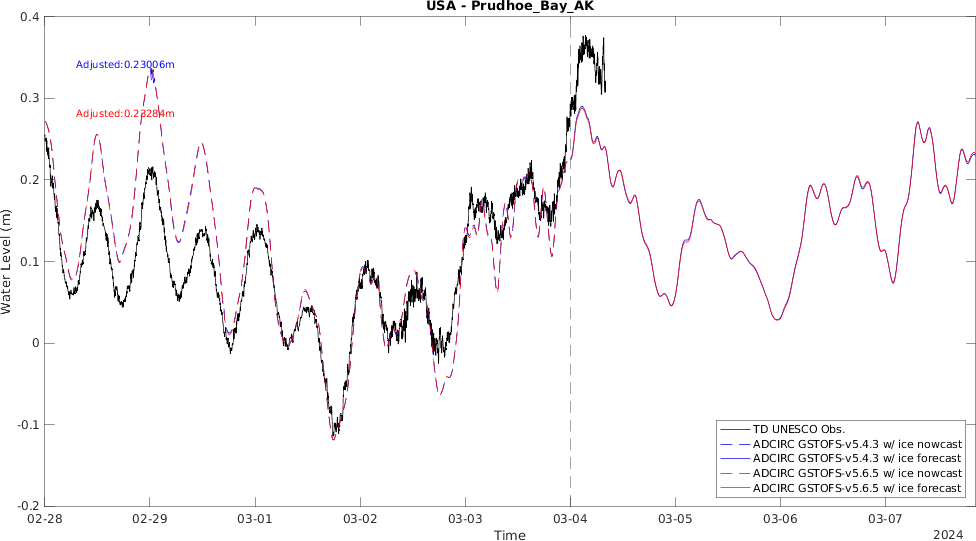 USA - Prudhoe_Bay_AK
0.4
0.3
0.2
0.1
0
-0.1
-0.2
Water Level (m)
Adjusted:0.23006m
Adjusted:0.23284m
TD UNESCO Obs.
ADCIRC GSTOFS-v5.4.3 w/ ice nowcast
ADCIRC GSTOFS-v5.4.3 w/ ice forecast
ADCIRC GSTOFS-v5.6.5 w/ ice nowcast
ADCIRC GSTOFS-v5.6.5 w/ ice forecast
02-28 02-29 03-01 03-02 03-03 03-04 03-05 03-06 03-07
Time
2024